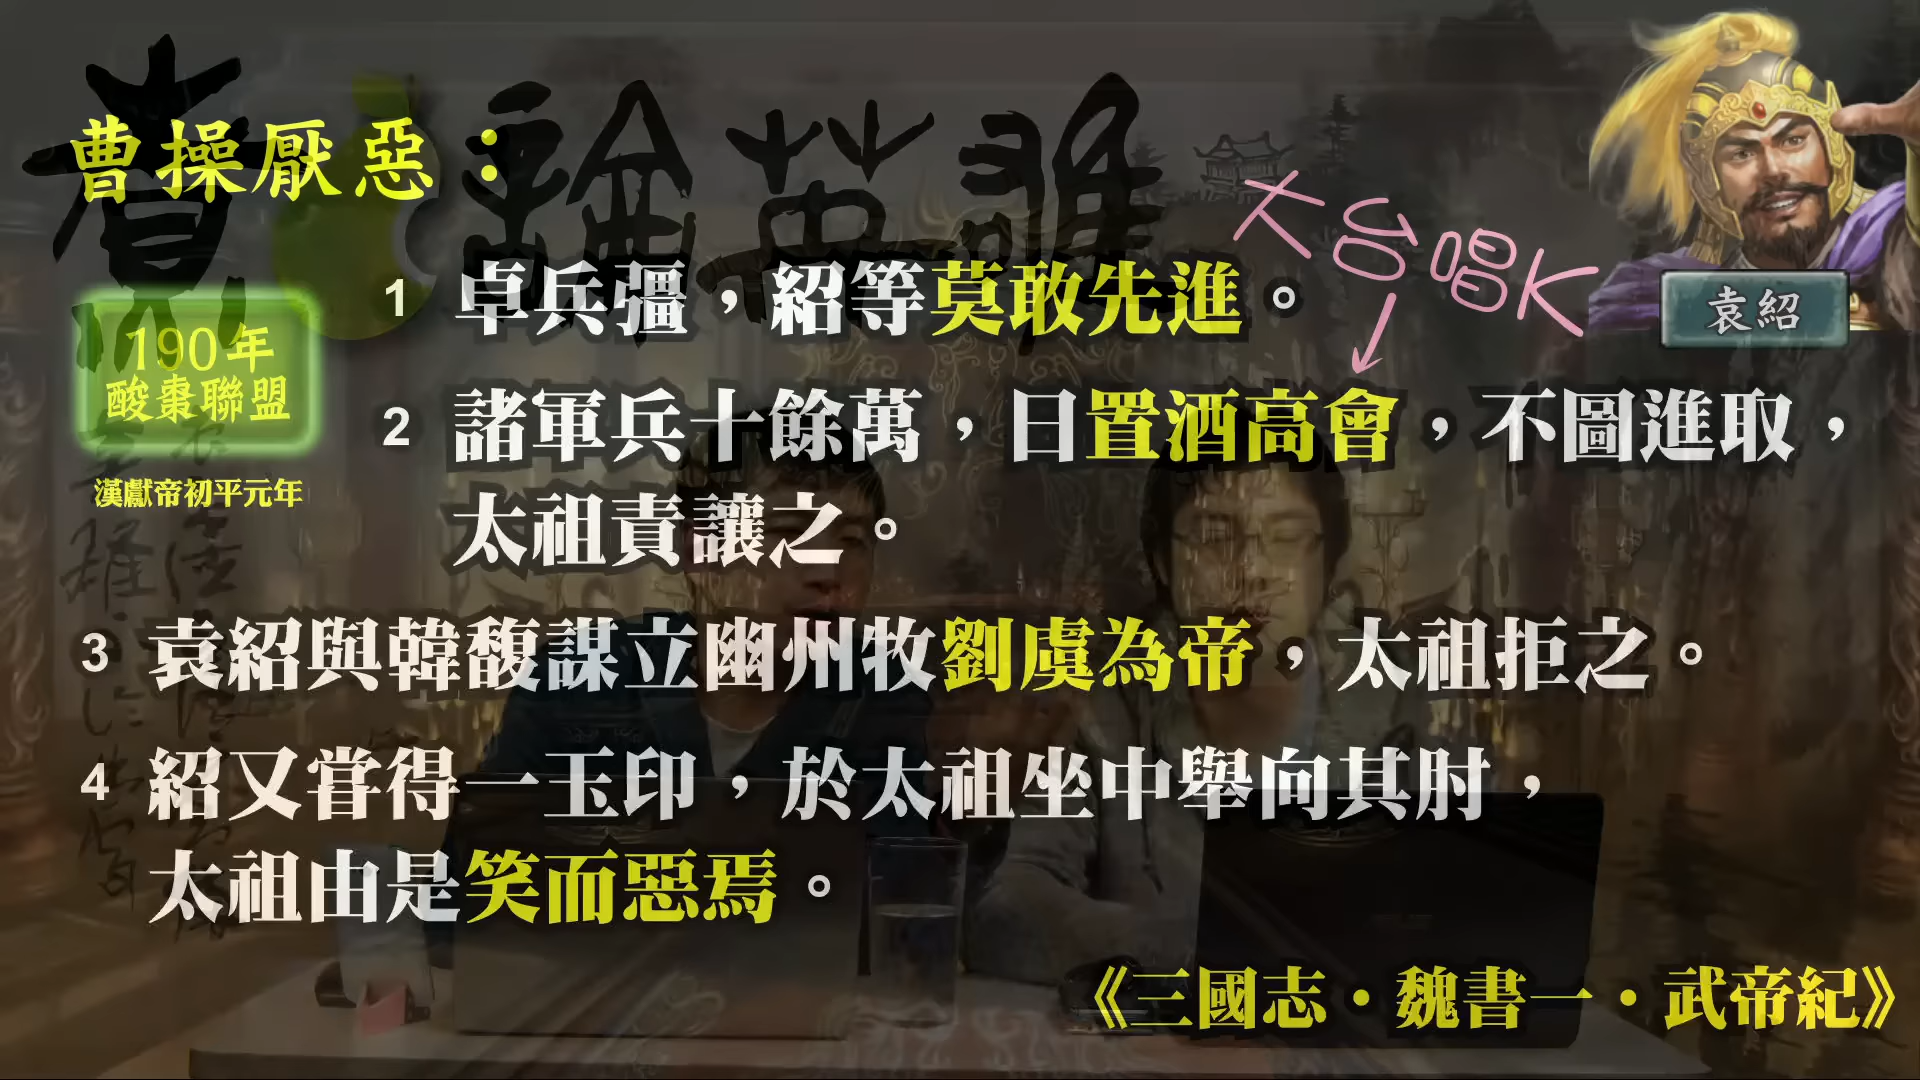 曹操厭惡：
大台唱K
袁紹
190年
酸棗聯盟
漢獻帝初平元年
1 卓兵彊，紹等莫敢先進。
2 諸軍兵十餘萬，日置酒高會，不圖進取，
太祖責讓之。
3 袁紹與韓馥謀立幽州牧劉虞為帝，太祖拒之。
4 紹又嘗得一玉印，於太祖坐中舉向其肘，
太祖由是笑而惡焉。
《三國志·魏書一·武帝紀》
論英雄